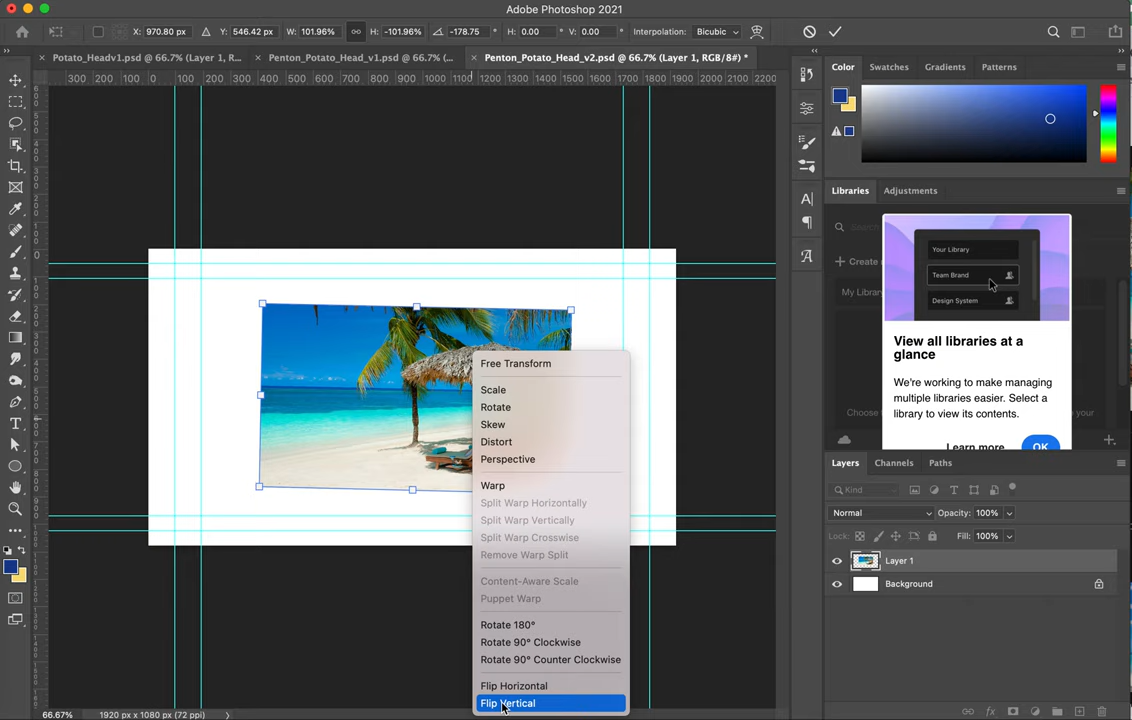 Adobe Photoshop 2021
X: 970.80 px Y: 546.42 px W: 101.96% H: -101.96% -178.75 ° H: 0.00 ° V: 0.00 ° Interpolation: Bicubic
× Potato_Headv1.psd @ 66.7% (Layer 1, R... × Penton_Potato_Head_v1.psd @ 66.7% (... × Penton_Potato_Head_v2.psd @ 66.7% (Layer 1, RGB/8#) *
300 200 100 0 100 200 300 400 500 600 700 800 900 1000 1100 1200 1300 1400 1500 1600 1700 1800 1900 2000 2100 2200
Color Swatches Gradients Patterns
Libraries Adjustments
Your Library
Team Brand
Design System
+ Create
My Library
View all libraries at a
glance
We're working to make managing
multiple libraries easier. Select a
library to view its contents.
Choose
your
Learn more OK
Free Transform
Scale
Rotate
Skew
Distort
Perspective
Warp
Split Warp Horizontally
Split Warp Vertically
Split Warp Crosswise
Remove Warp Split
Content-Aware Scale
Puppet Warp
Rotate 180°
Rotate 90° Clockwise
Rotate 90° Counter Clockwise
Flip Horizontal
Flip Vertical
Layers Channels Paths
Kind
Normal Opacity: 100%
Lock: Fill: 100%
Layer 1
Background
fx
66.67% 1920 px x 1080 px (72 ppi)